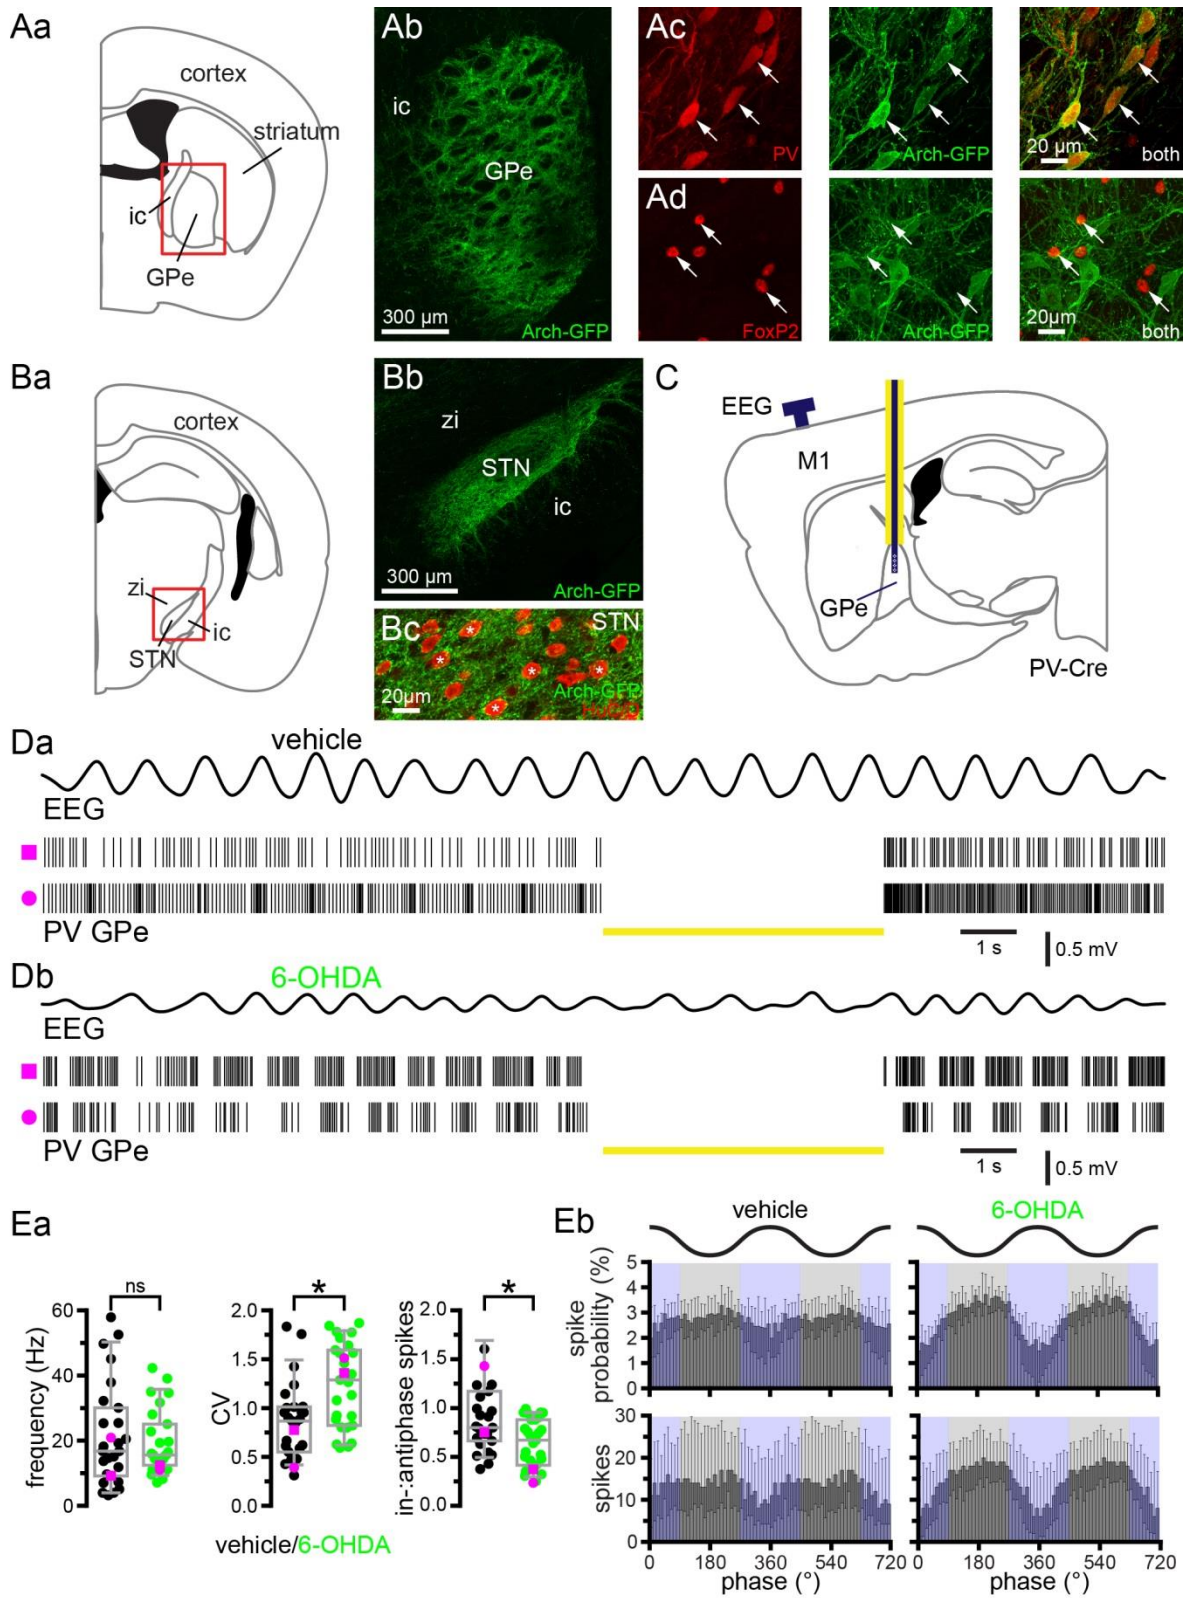 Aa
cortex
striatum
ic
GPe
Ab
ic
GPe
300 µm
Arch-GFP
Ac
PV
Arch-GFP
20 µm
both
Ad
FoxP2
Arch-GFP
20µm
both
Ba
cortex
zi
ic
STN
Bb
zi
STN
ic
300 µm
Arch-GFP
Bc
STN
20µm
Arch-GFP
C
EEG
M1
GPe
PV-Cre
Da
vehicle
EEG
PV GPe
1 s
0.5 mV
Db
6-OHDA
EEG
PV GPe
1 s
0.5 mV
Ea
frequency (Hz)
60
40
20
0
ns
CV
2.0
1.5
1.0
0.5
0.0
*
in-:antiphase spikes
2.0
1.5
1.0
0.5
0.0
*
vehicle/6-OHDA
Eb
vehicle
6-OHDA
spike
probability (%)
5
4
3
2
1
0
spikes
30
20
10
0
0 180 360 540 720
0 180 360 540 720
phase (°)
phase (°)